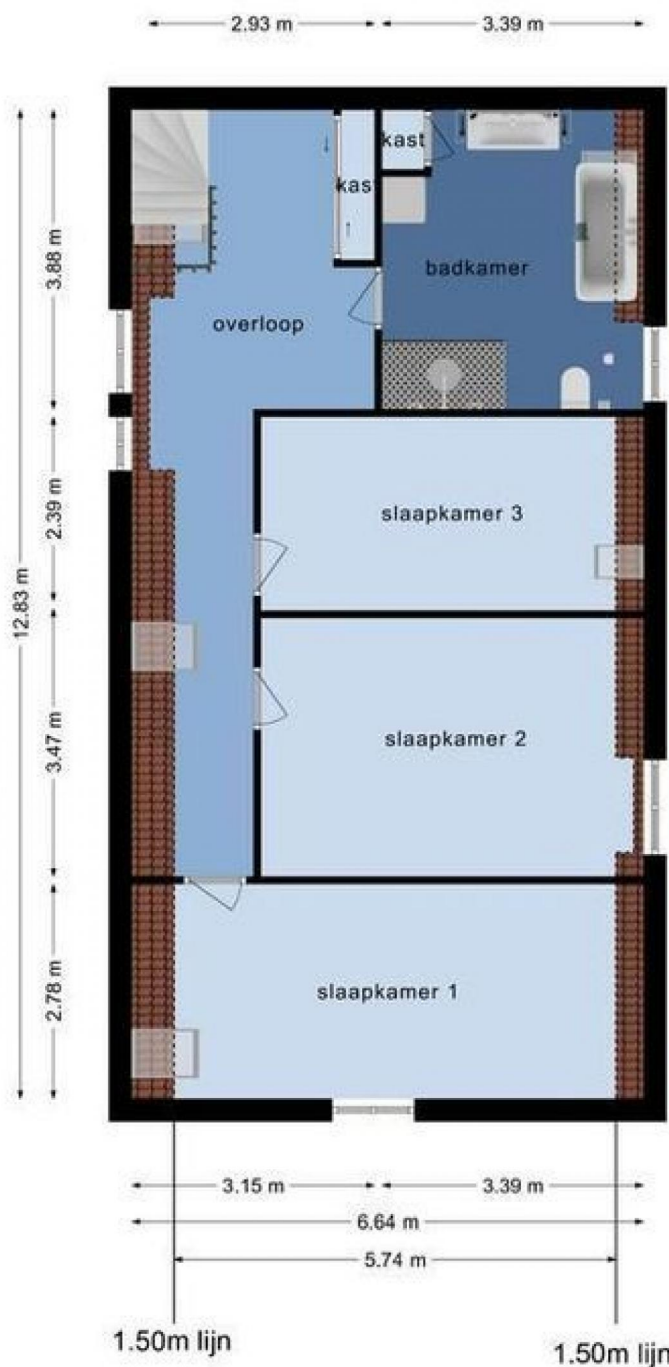 2.93 m
3.39 m
kast
kast
3.88 m
badkamer
overloop
2.39 m
slaapkamer 3
12.83 m
3.47 m
slaapkamer 2
2.78 m
slaapkamer 1
3.15 m
3.39 m
6.64 m
5.74 m
1.50m lijn
1.50m lijn